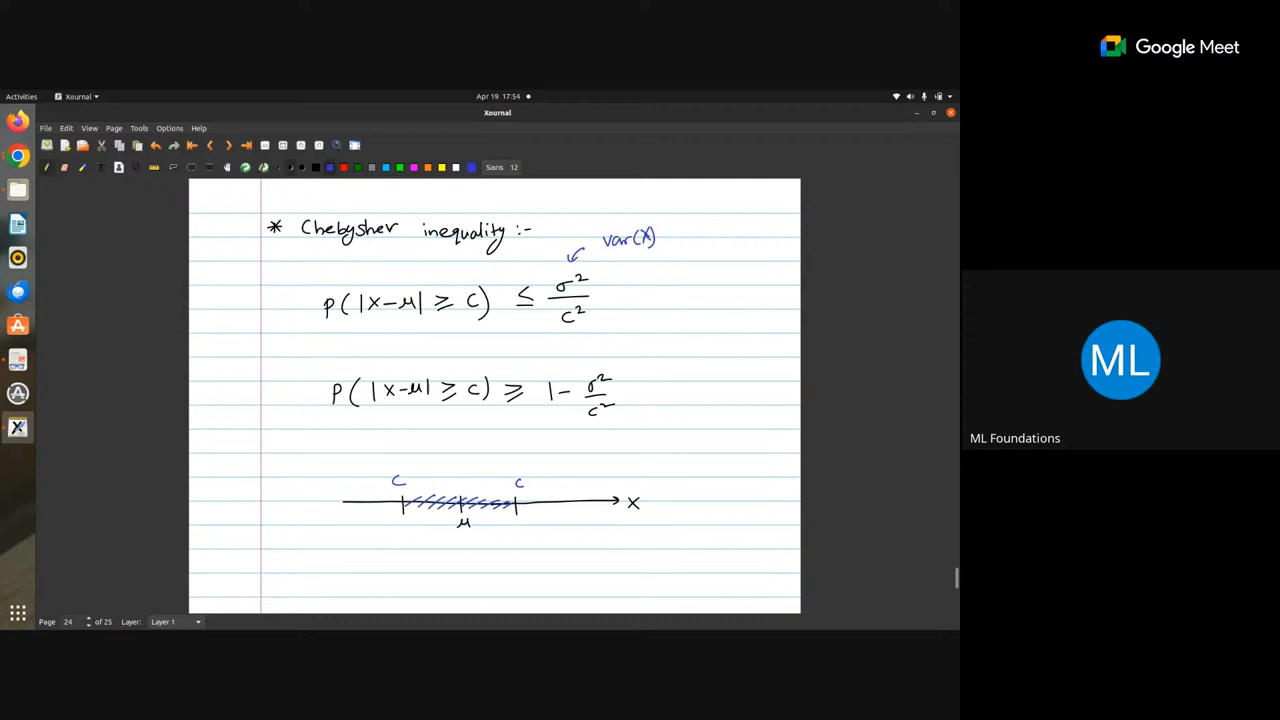 Google Meet
Activities Xournal Apr 19 17:54
Xournal
File Edit View Page Tools Options Help
Sans 12
* Chebysher inequality :-
var(X)
P(|X-μ| ≥ C) ≤ σ²/c²
P(|X-μ| ≥ C) ≥ 1 - σ²/c²
C C
μ X
ML
ML Foundations
Page 24 of 25 Layer: Layer 1